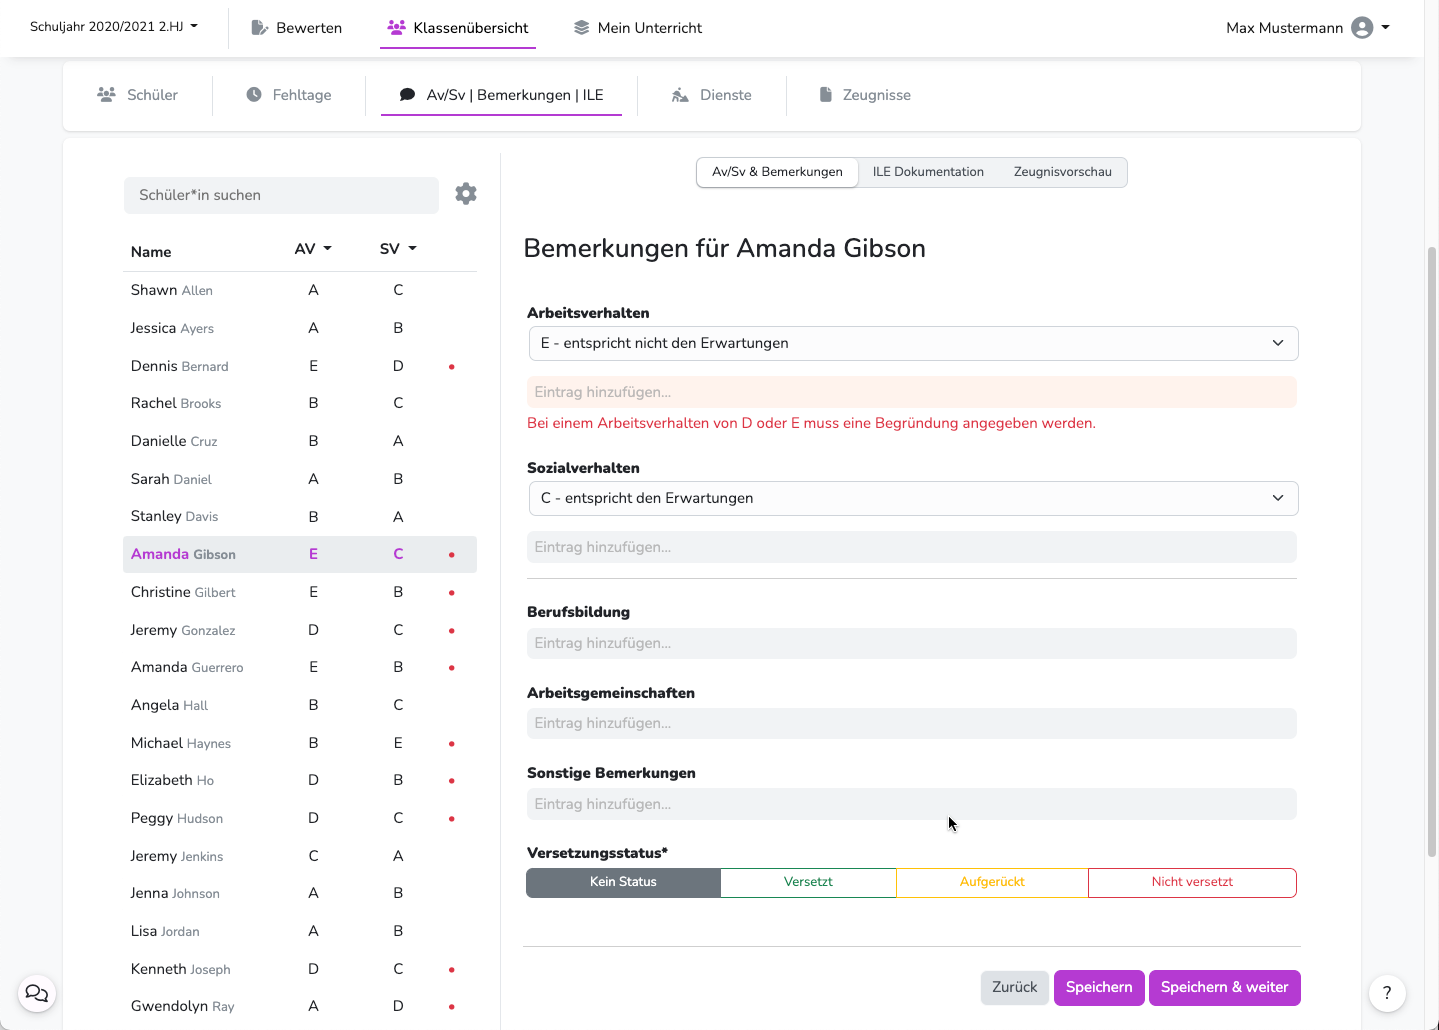 Schuljahr 2020/2021 2.HJ
Bewerten
Klassenübersicht
Mein Unterricht
Max Mustermann
Schüler
Fehltage
Av/Sv | Bemerkungen | ILE
Dienste
Zeugnisse
Schüler*in suchen
Name AV SV
Shawn Allen A C
Jessica Ayers A B
Dennis Bernard E D
Rachel Brooks B C
Danielle Cruz B A
Sarah Daniel A B
Stanley Davis B A
Amanda Gibson E C
Christine Gilbert E B
Jeremy Gonzalez D C
Amanda Guerrero E B
Angela Hall B C
Michael Haynes B E
Elizabeth Ho D B
Peggy Hudson D C
Jeremy Jenkins C A
Jenna Johnson A B
Lisa Jordan A B
Kenneth Joseph D C
Gwendolyn Ray A D
Av/Sv & Bemerkungen
ILE Dokumentation
Zeugnisvorschau
Bemerkungen für Amanda Gibson
Arbeitsverhalten
E - entspricht nicht den Erwartungen
Eintrag hinzufügen...
Bei einem Arbeitsverhalten von D oder E muss eine Begründung angegeben werden.
Sozialverhalten
C - entspricht den Erwartungen
Eintrag hinzufügen...
Berufsbildung
Eintrag hinzufügen...
Arbeitsgemeinschaften
Eintrag hinzufügen...
Sonstige Bemerkungen
Eintrag hinzufügen...
Versetzungsstatus*
Kein Status
Versetzt
Aufgerückt
Nicht versetzt
Zurück
Speichern
Speichern & weiter
?